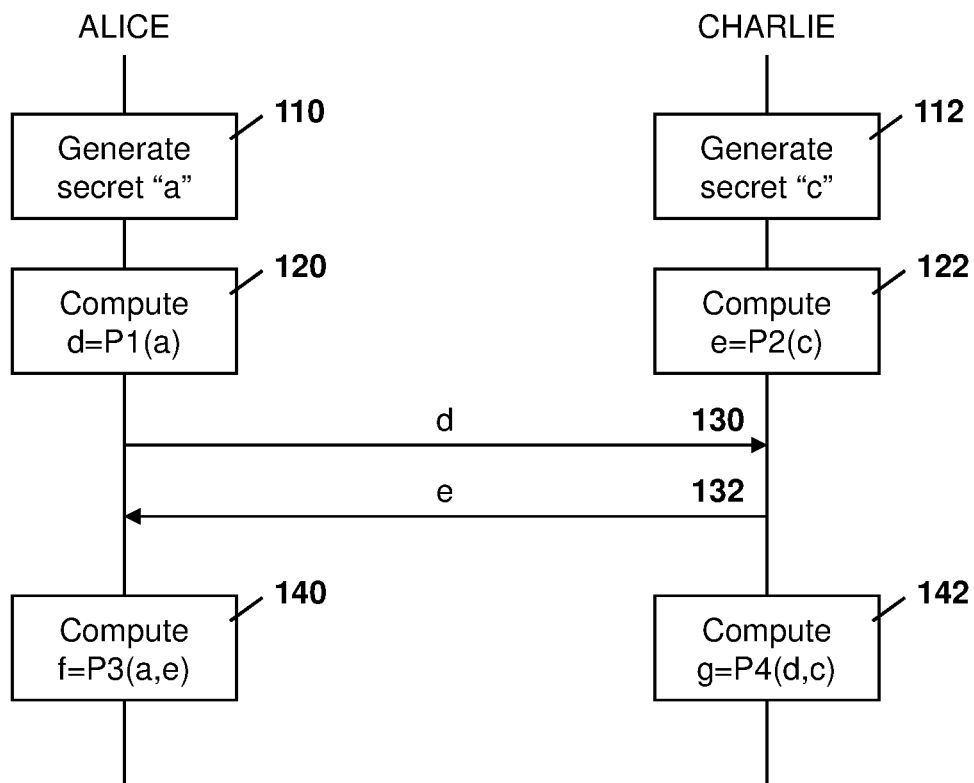 ALICE CHARLIE
110 112
Generate Generate
secret “a” secret “c”
120 122
Compute Compute
d=P1(a) e=P2(c)
d 130
e 132
140 142
Compute Compute
f=P3(a,e) g=P4(d,c)